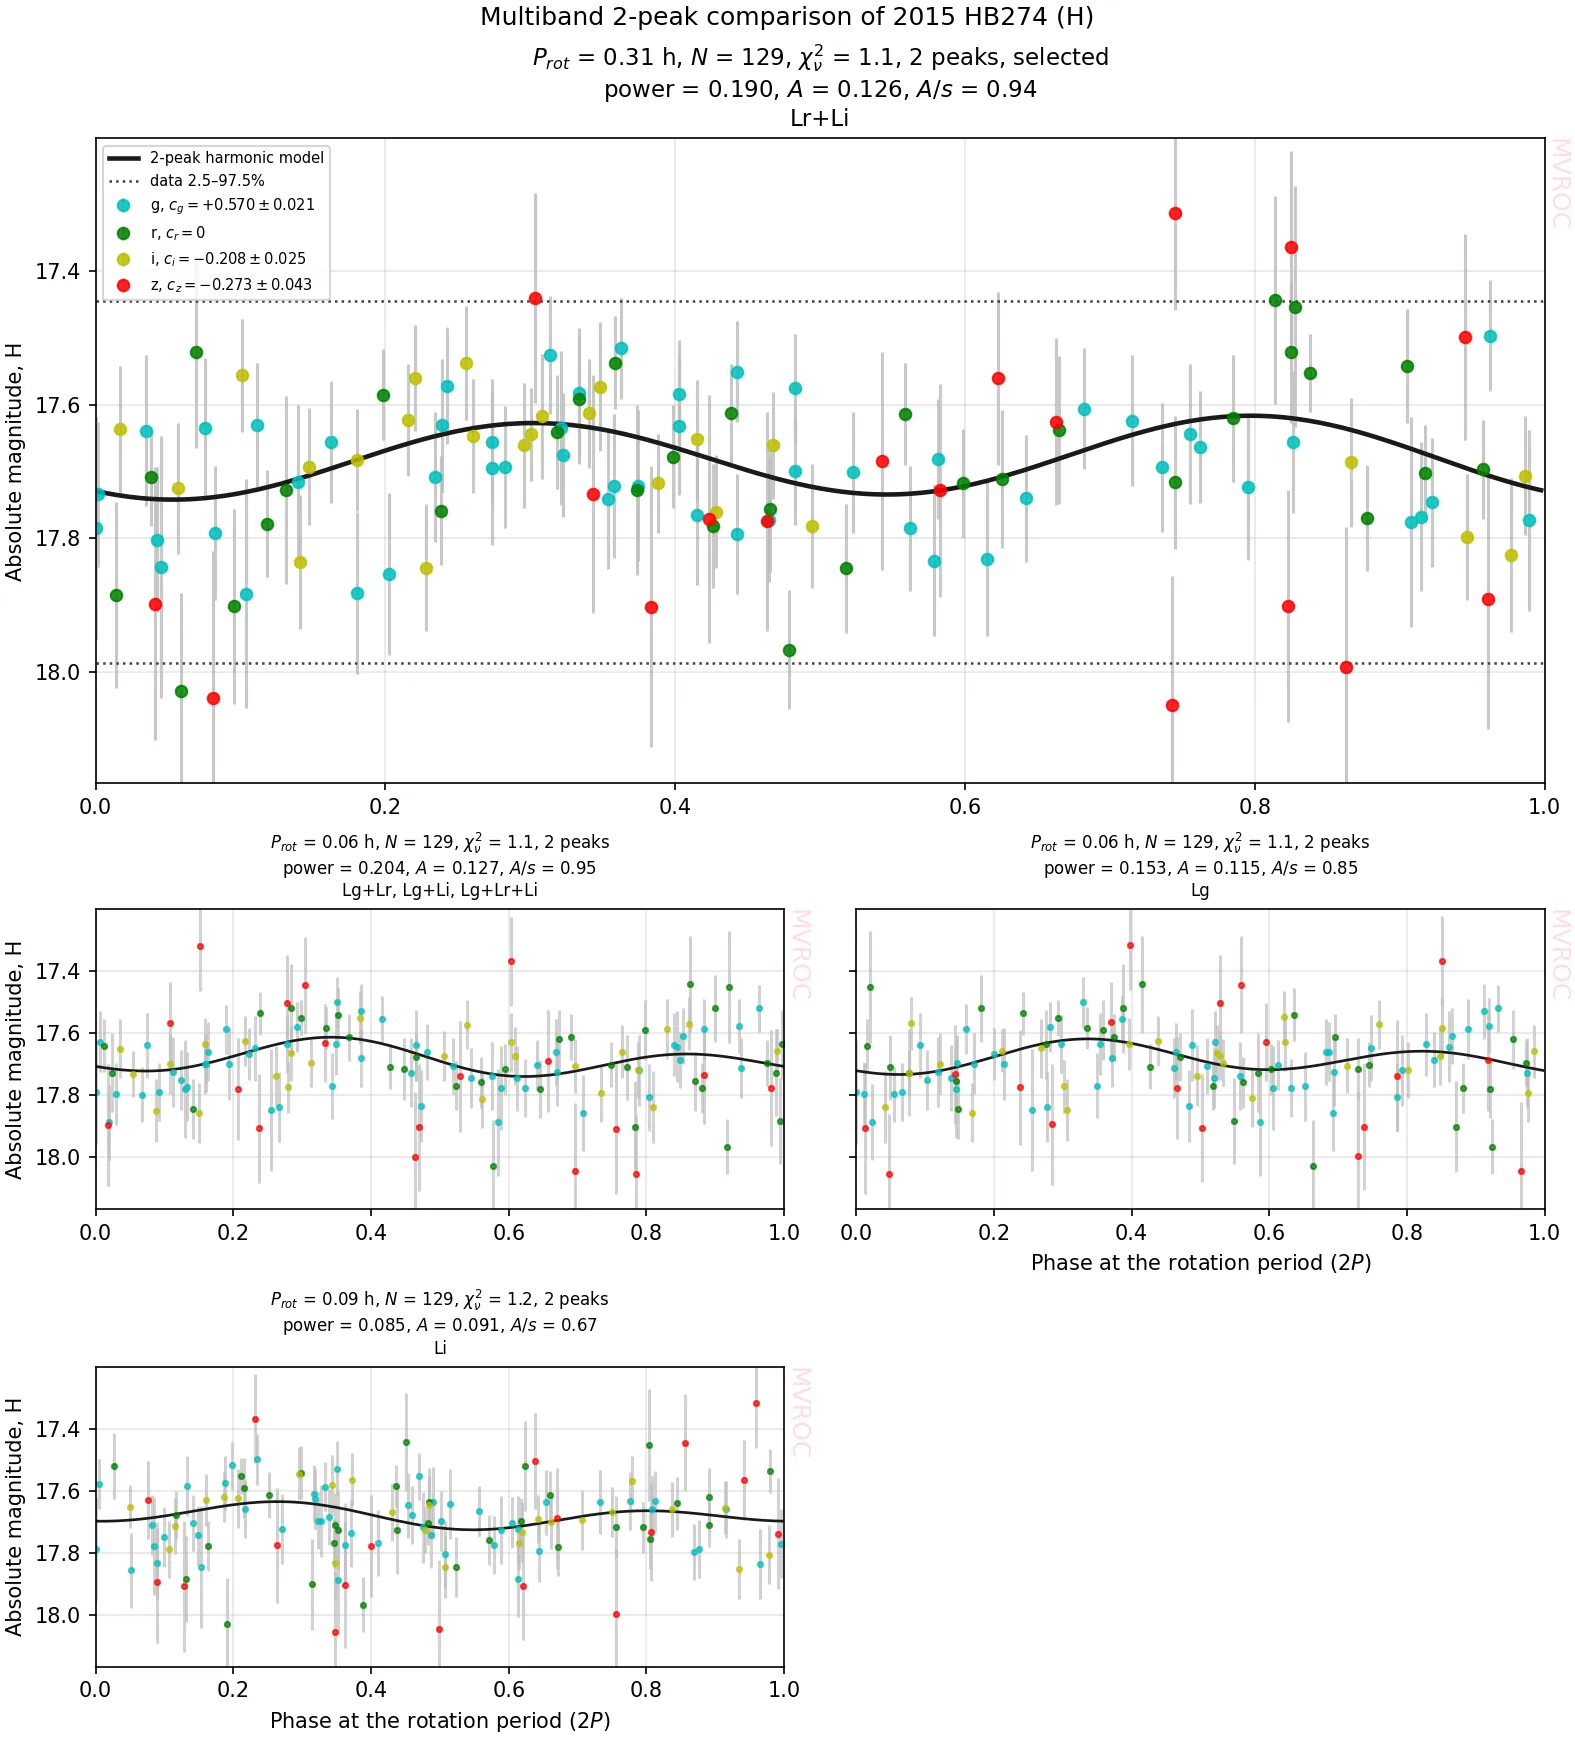 Multiband 2-peak comparison of 2015 HB274 (H)
P_rot = 0.31 h, N = 129, χ²_ν = 1.1, 2 peaks, selected
power = 0.190, A = 0.126, A/s = 0.94
Lr+Li
2-peak harmonic model
data 2.5–97.5%
g, c_g = +0.570 ± 0.021
r, c_r = 0
i, c_i = −0.208 ± 0.025
z, c_z = −0.273 ± 0.043
MVROC
Absolute magnitude, H
17.4
17.6
17.8
18.0
0.0 0.2 0.4 0.6 0.8 1.0
P_rot = 0.06 h, N = 129, χ²_ν = 1.1, 2 peaks
power = 0.204, A = 0.127, A/s = 0.95
Lg+Lr, Lg+Li, Lg+Lr+Li
MVROC
Absolute magnitude, H
17.4
17.6
17.8
18.0
0.0 0.2 0.4 0.6 0.8 1.0
P_rot = 0.06 h, N = 129, χ²_ν = 1.1, 2 peaks
power = 0.153, A = 0.115, A/s = 0.85
Lg
MVROC
0.0 0.2 0.4 0.6 0.8 1.0
Phase at the rotation period (2P)
P_rot = 0.09 h, N = 129, χ²_ν = 1.2, 2 peaks
power = 0.085, A = 0.091, A/s = 0.67
Li
MVROC
Absolute magnitude, H
17.4
17.6
17.8
18.0
0.0 0.2 0.4 0.6 0.8 1.0
Phase at the rotation period (2P)